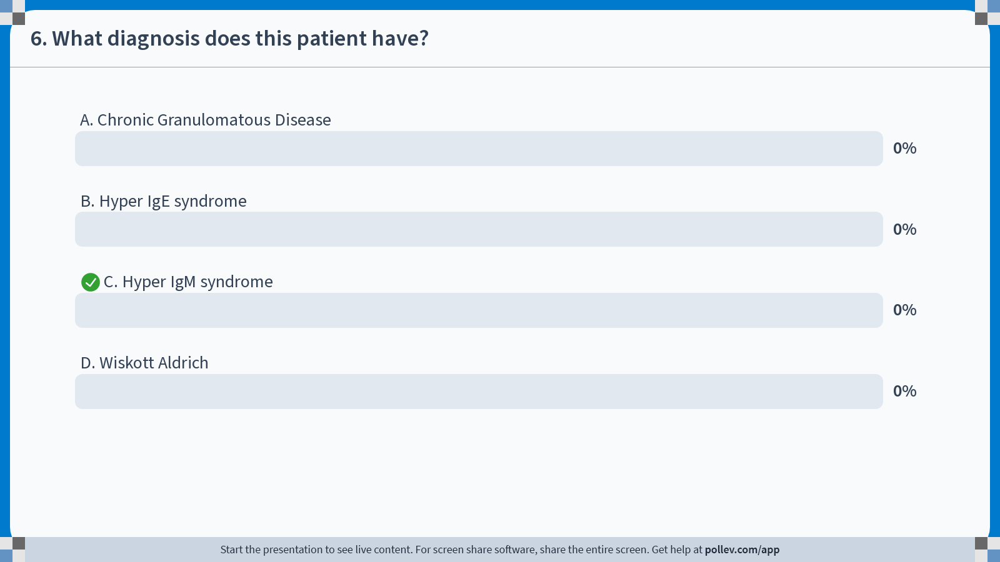 6. What diagnosis does this patient have?
A. Chronic Granulomatous Disease
0%
B. Hyper IgE syndrome
0%
C. Hyper IgM syndrome
0%
D. Wiskott Aldrich
0%
Start the presentation to see live content. For screen share software, share the entire screen. Get help at pollev.com/app